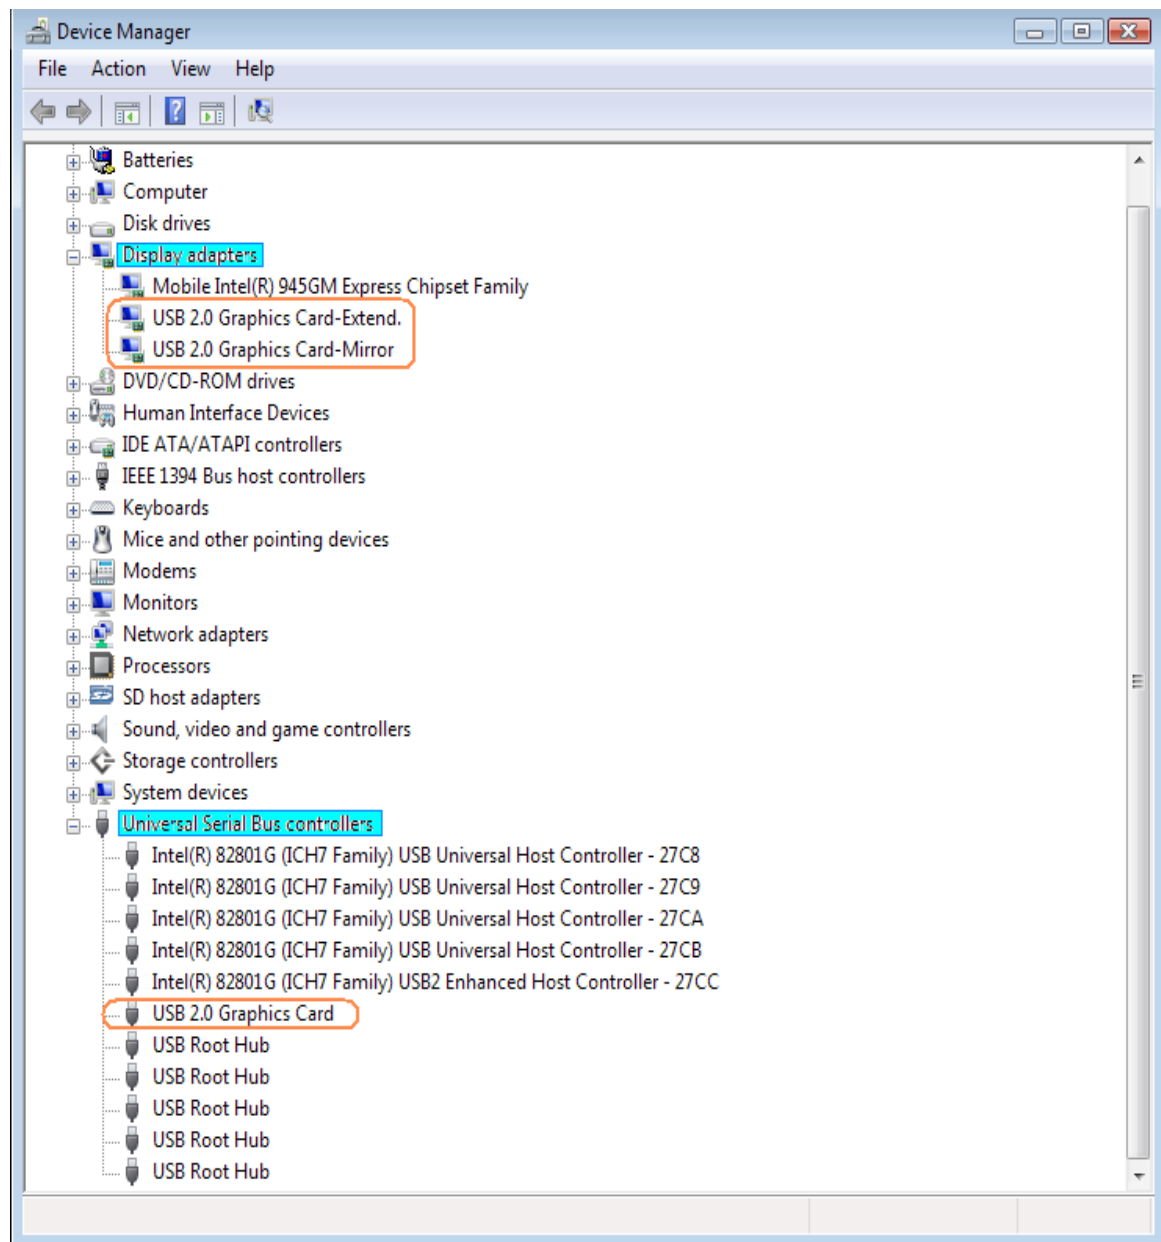 Device Manager
File Action View Help
Batteries
Computer
Disk drives
Display adapters
Mobile Intel(R) 945GM Express Chipset Family
USB 2.0 Graphics Card-Extend.
USB 2.0 Graphics Card-Mirror
DVD/CD-ROM drives
Human Interface Devices
IDE ATA/ATAPI controllers
IEEE 1394 Bus host controllers
Keyboards
Mice and other pointing devices
Modems
Monitors
Network adapters
Processors
SD host adapters
Sound, video and game controllers
Storage controllers
System devices
Universal Serial Bus controllers
Intel(R) 82801G (ICH7 Family) USB Universal Host Controller - 27C8
Intel(R) 82801G (ICH7 Family) USB Universal Host Controller - 27C9
Intel(R) 82801G (ICH7 Family) USB Universal Host Controller - 27CA
Intel(R) 82801G (ICH7 Family) USB Universal Host Controller - 27CB
Intel(R) 82801G (ICH7 Family) USB2 Enhanced Host Controller - 27CC
USB 2.0 Graphics Card
USB Root Hub
USB Root Hub
USB Root Hub
USB Root Hub
USB Root Hub